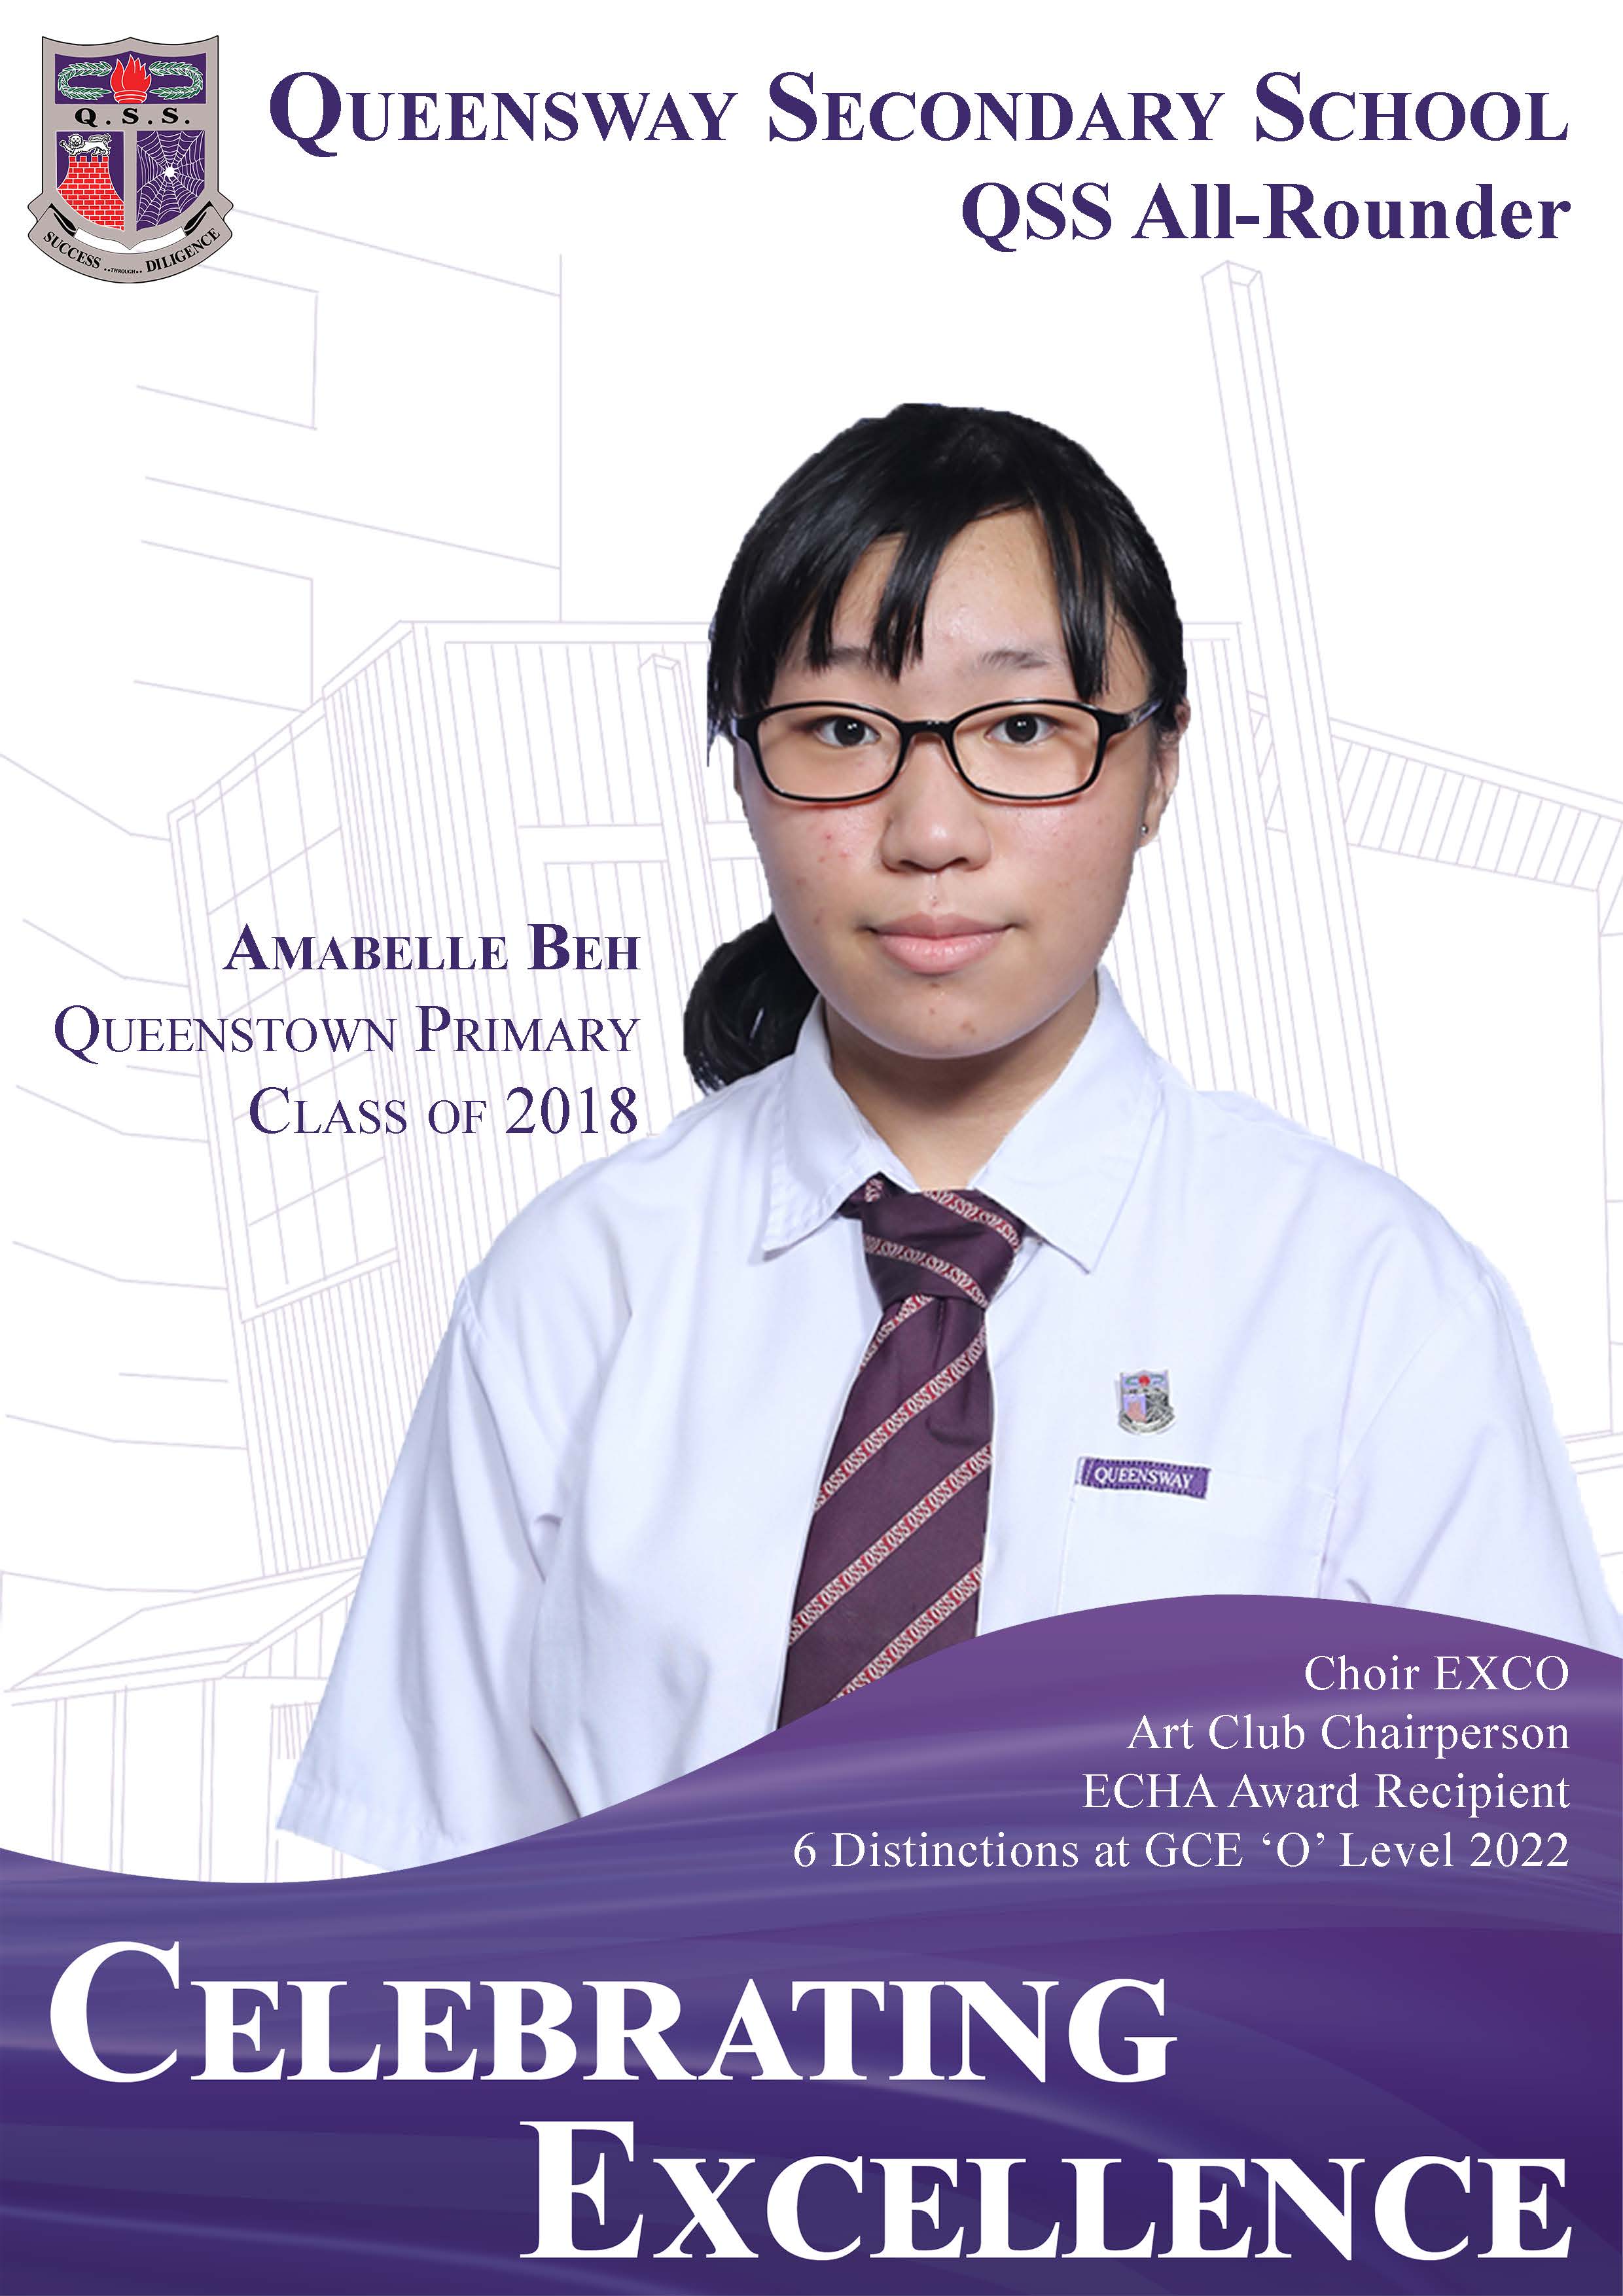 Q.S.S.
SUCCESS ..THROUGH.. DILIGENCE
QUEENSWAY SECONDARY SCHOOL
QSS All-Rounder
AMABELLE BEH
QUEENSTOWN PRIMARY
CLASS OF 2018
QUEENSWAY
Choir EXCO
Art Club Chairperson
ECHA Award Recipient
6 Distinctions at GCE ‘O’ Level 2022
CELEBRATING
EXCELLENCE